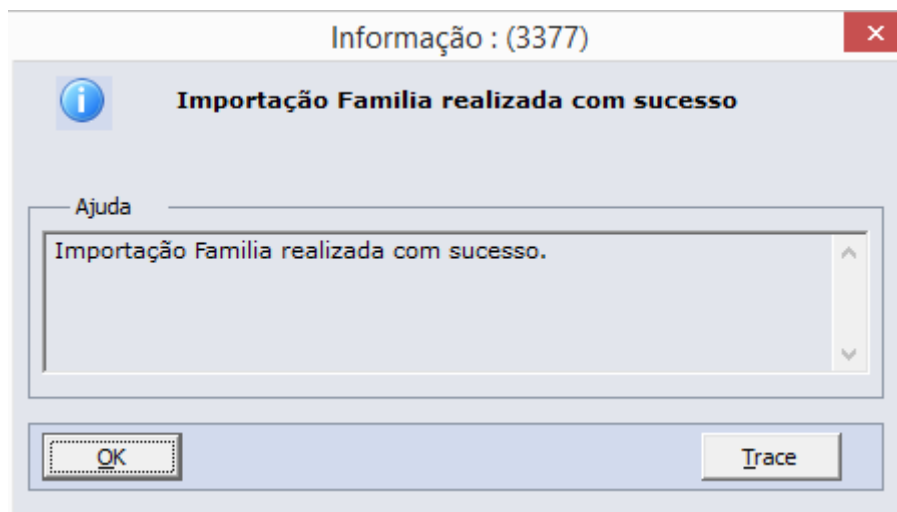 Informação : (3377)
Importação Familia realizada com sucesso
Ajuda
Importação Familia realizada com sucesso.
OK
Trace